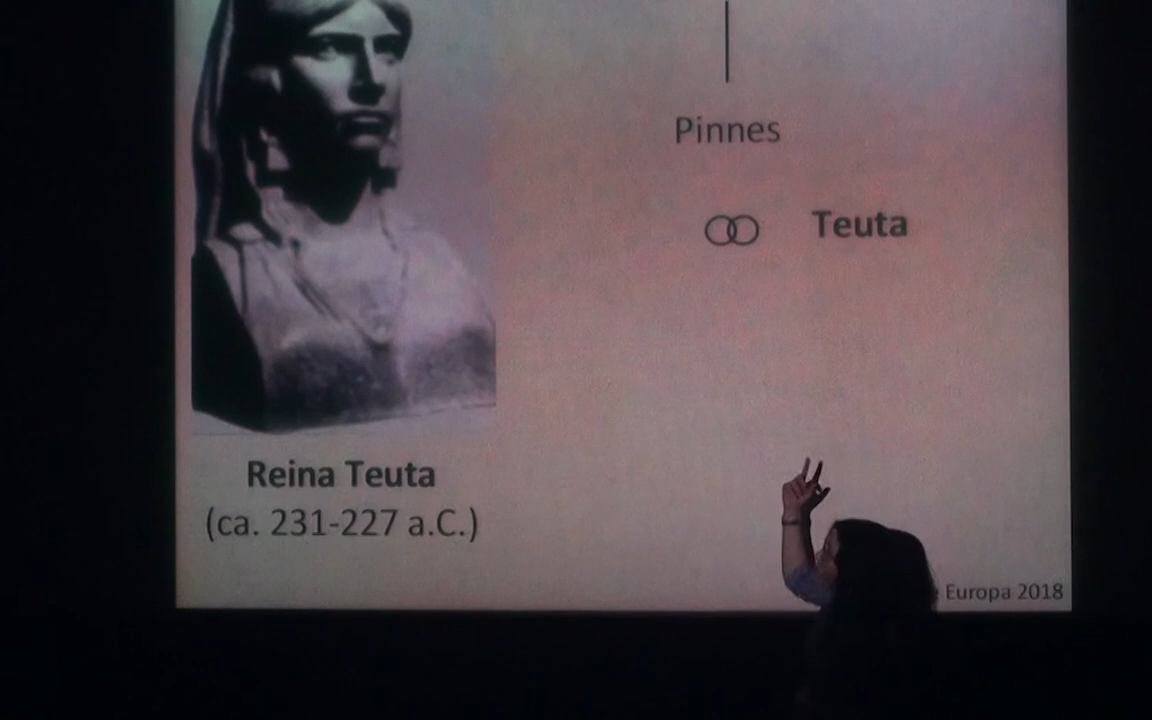 Pinnes
Teuta
Reina Teuta
(ca. 231-227 a.C.)
Europa 2018